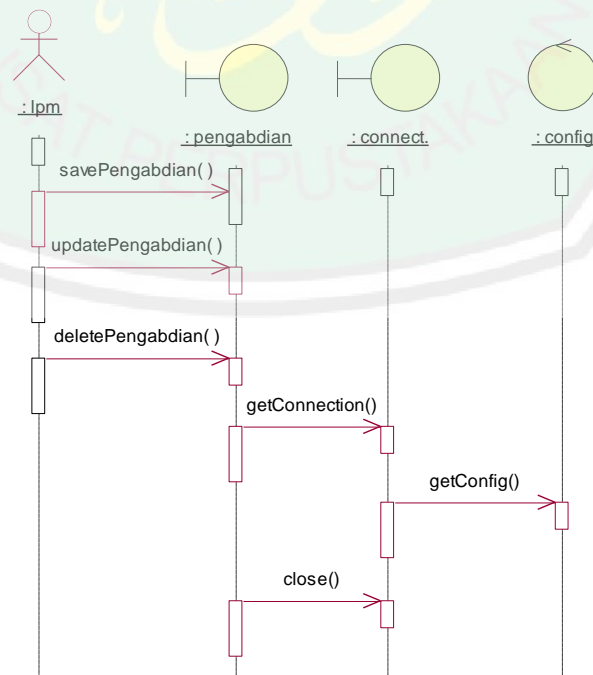 : lpm
: pengabdian
: connect.
: config
savePengabdian( )
updatePengabdian( )
deletePengabdian( )
getConnection()
getConfig()
close()